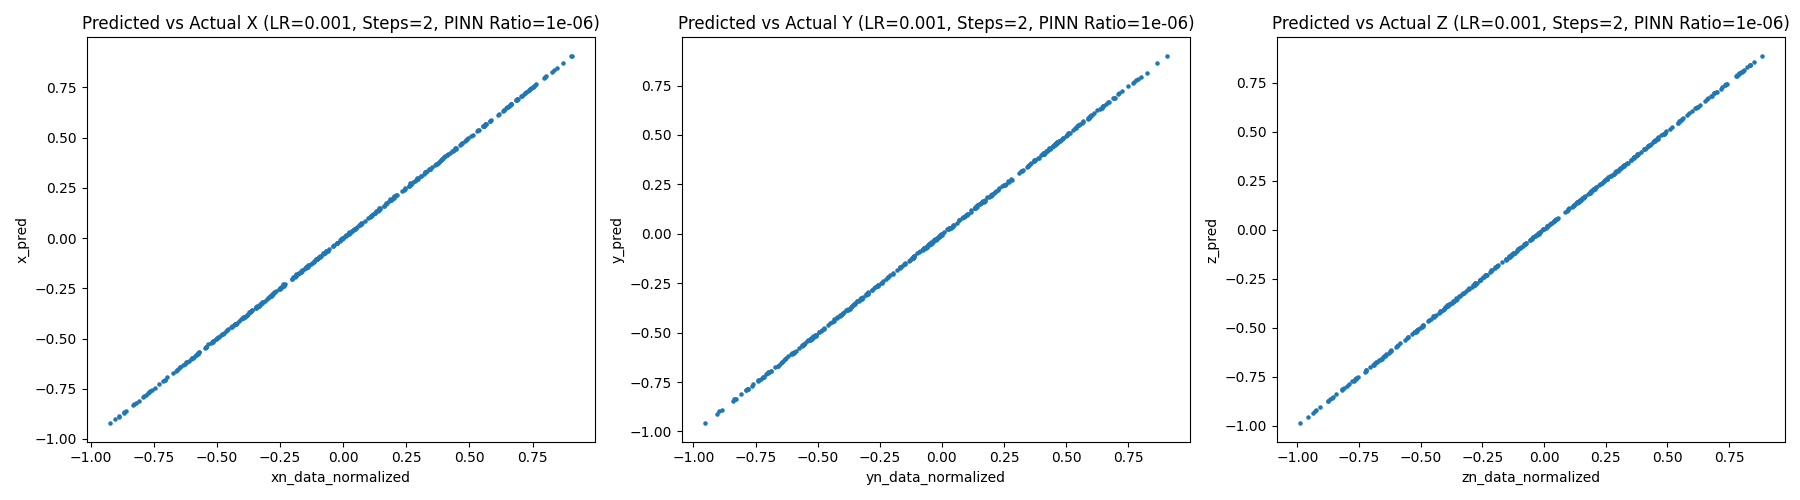 Predicted vs Actual X (LR=0.001, Steps=2, PINN Ratio=1e-06)
x_pred
0.75
0.50
0.25
0.00
−0.25
−0.50
−0.75
−1.00
−1.00 −0.75 −0.50 −0.25 0.00 0.25 0.50 0.75
xn_data_normalized
Predicted vs Actual Y (LR=0.001, Steps=2, PINN Ratio=1e-06)
y_pred
0.75
0.50
0.25
0.00
−0.25
−0.50
−0.75
−1.00
−1.00 −0.75 −0.50 −0.25 0.00 0.25 0.50 0.75
yn_data_normalized
Predicted vs Actual Z (LR=0.001, Steps=2, PINN Ratio=1e-06)
z_pred
0.75
0.50
0.25
0.00
−0.25
−0.50
−0.75
−1.00
−1.00 −0.75 −0.50 −0.25 0.00 0.25 0.50 0.75
zn_data_normalized